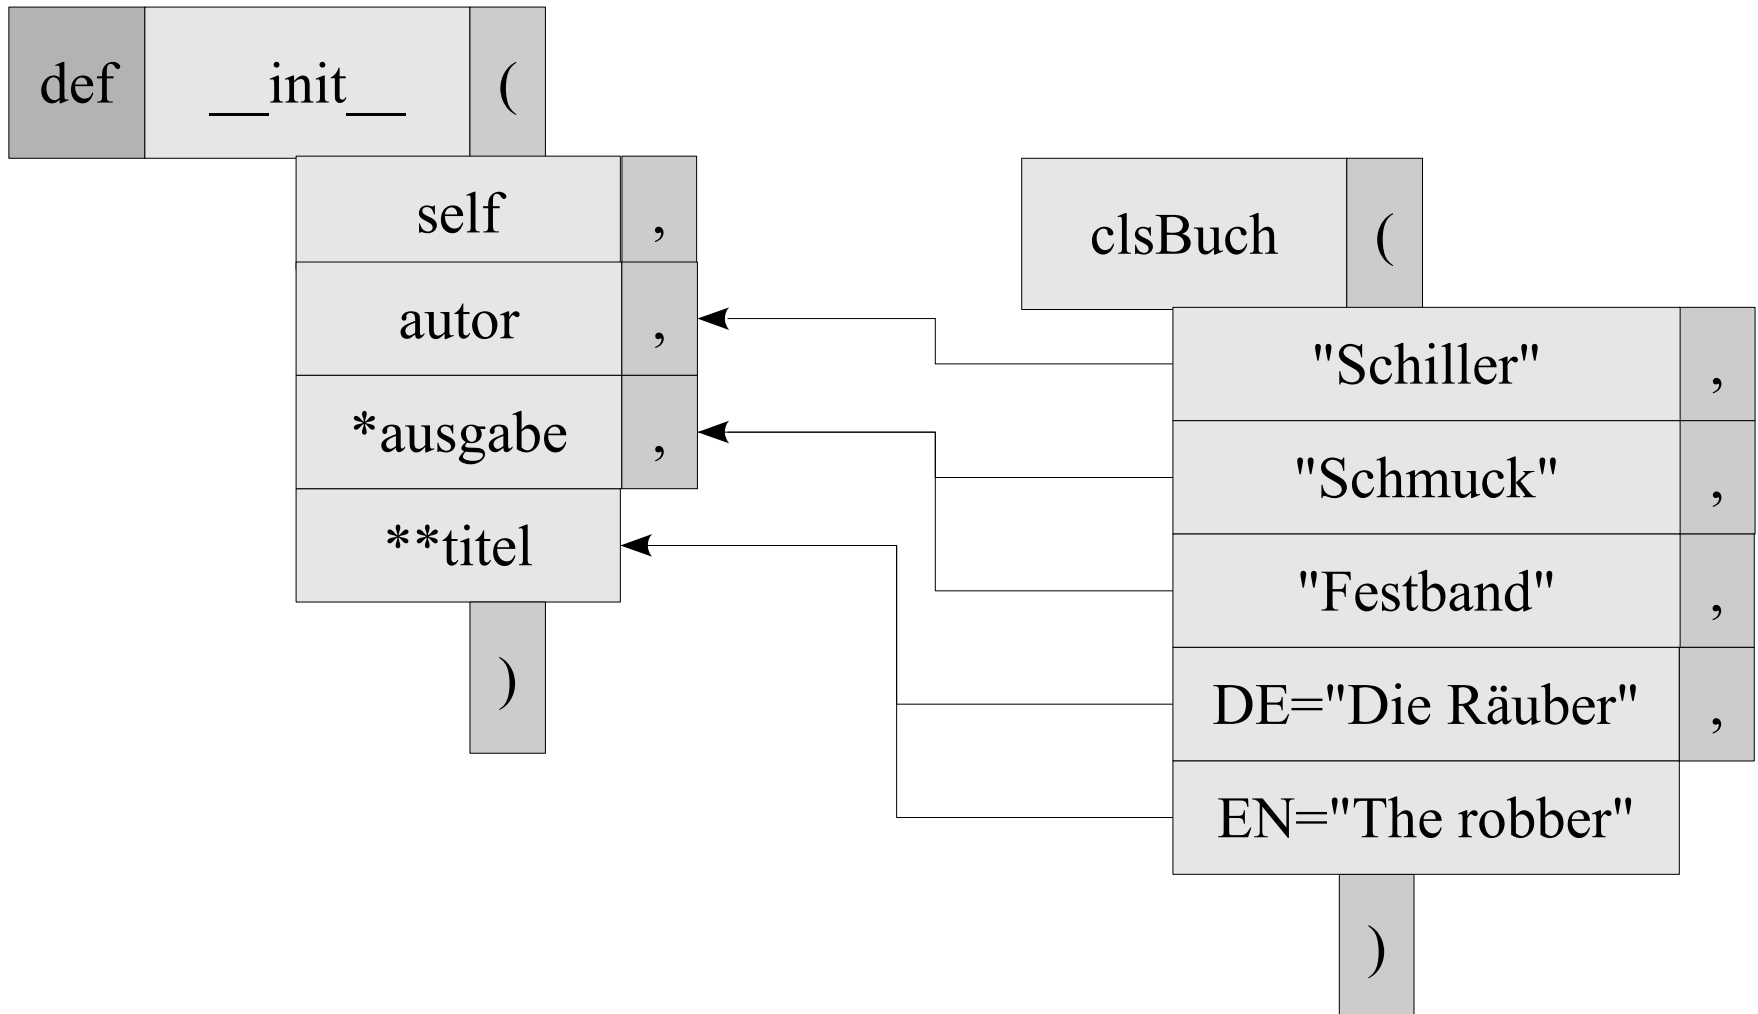 def __init__ (
self ,
autor ,
*ausgabe ,
**titel
)
clsBuch (
"Schiller" ,
"Schmuck" ,
"Festband" ,
DE="Die Räuber" ,
EN="The robber"
)